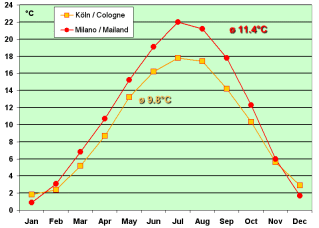 24
°C
Köln / Cologne
Milano / Mailand
22
20
18
16
14
12
10
8
6
4
2
0
ø 11.4°C
ø 9.8°C
Jan Feb Mar Apr May Jun Jul Aug Sep Oct Nov Dec